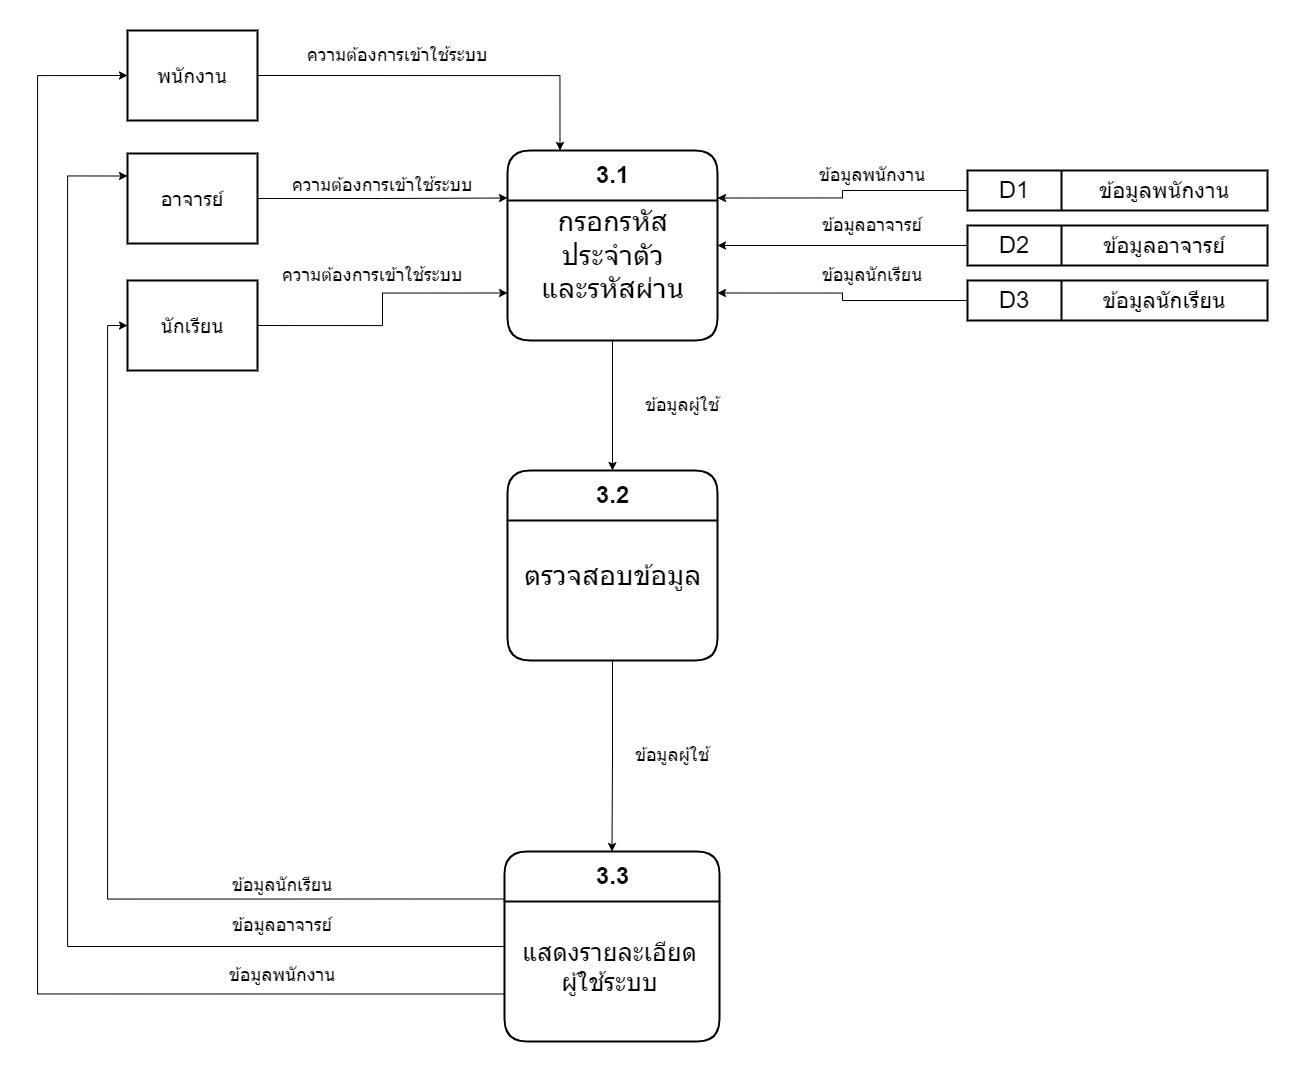 พนักงาน
ความต้องการเข้าใช้ระบบ
อาจารย์
ความต้องการเข้าใช้ระบบ
นักเรียน
ความต้องการเข้าใช้ระบบ
3.1
กรอกรหัส
ประจำตัว
และรหัสผ่าน
ข้อมูลพนักงาน
D1 ข้อมูลพนักงาน
ข้อมูลอาจารย์
D2 ข้อมูลอาจารย์
ข้อมูลนักเรียน
D3 ข้อมูลนักเรียน
ข้อมูลผู้ใช้
3.2
ตรวจสอบข้อมูล
ข้อมูลผู้ใช้
3.3
แสดงรายละเอียด
ผู้ใช้ระบบ
ข้อมูลนักเรียน
ข้อมูลอาจารย์
ข้อมูลพนักงาน